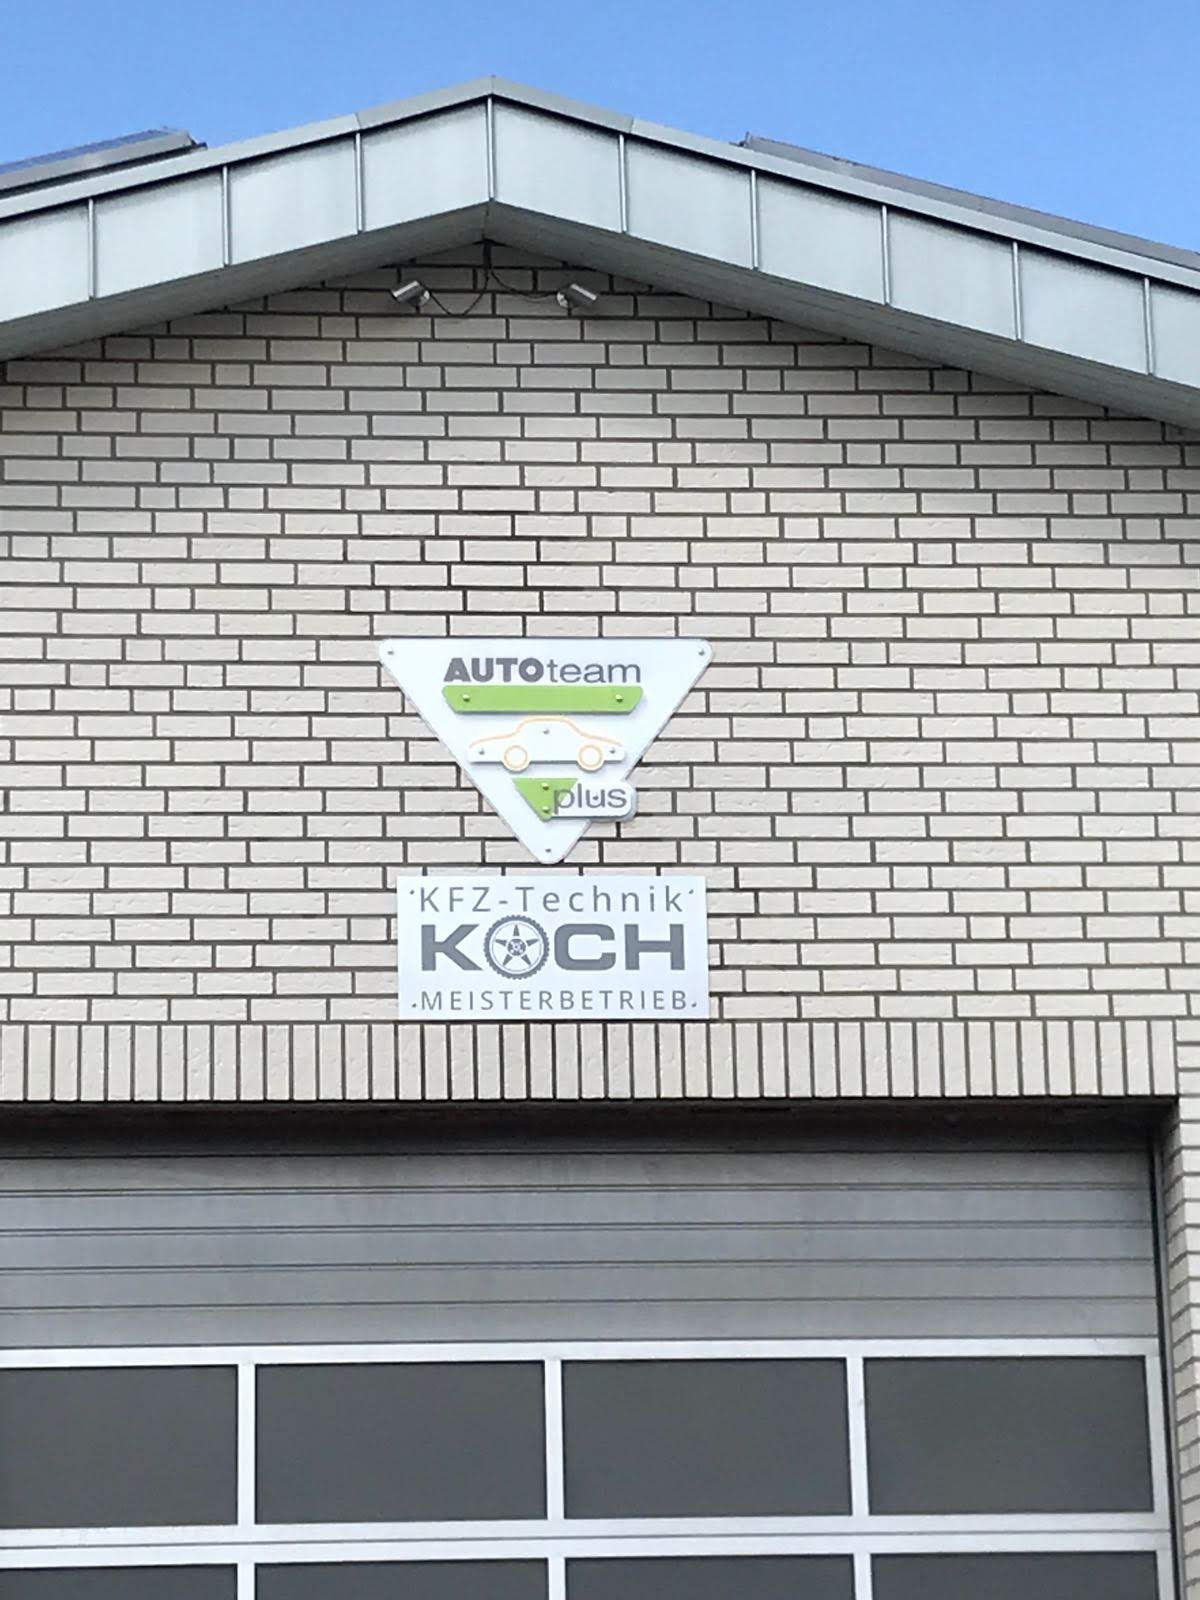 AUTOteam
plus
KFZ-Technik
KOCH
MEISTERBETRIEB